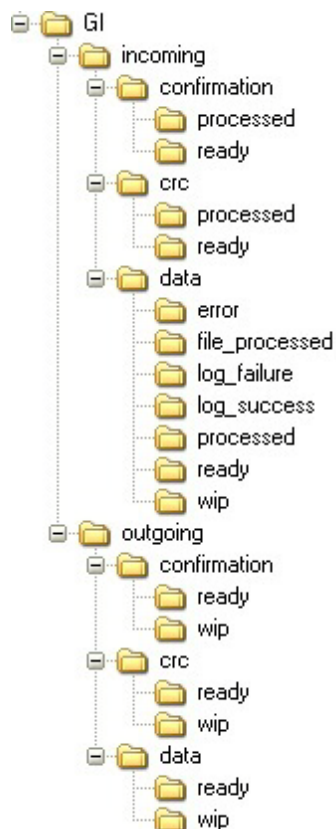 GI
incoming
confirmation
processed
ready
crc
processed
ready
data
error
file_processed
log_failure
log_success
processed
ready
wip
outgoing
confirmation
ready
wip
crc
ready
wip
data
ready
wip